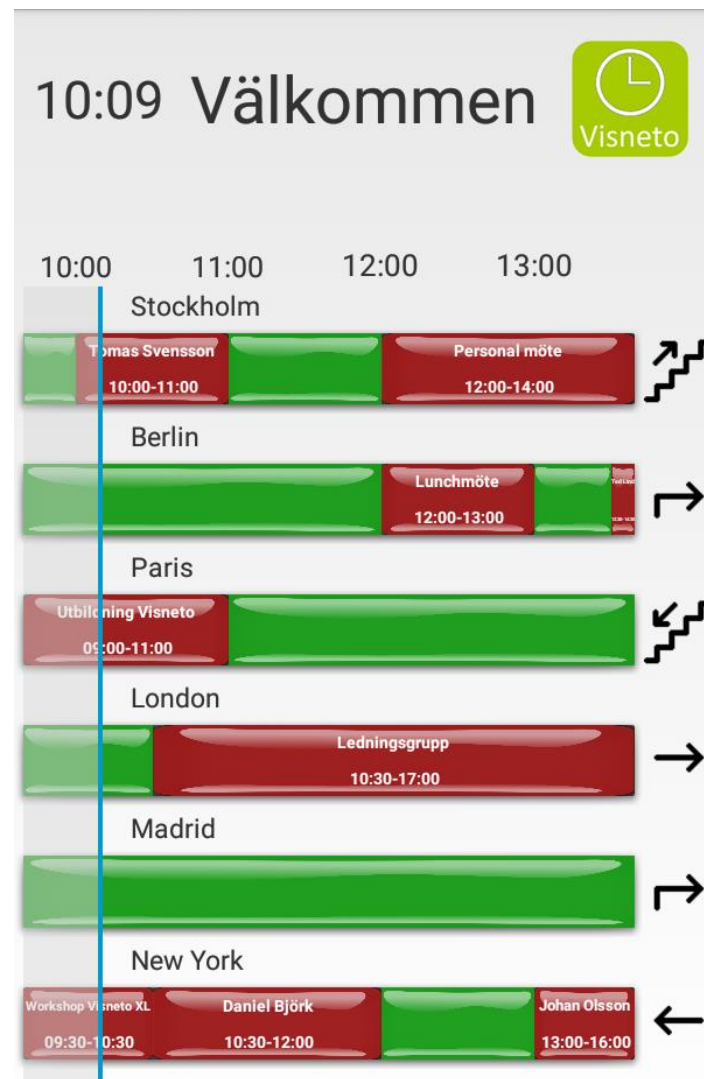 10:09 Välkommen
Visneto
10:00 11:00 12:00 13:00
Stockholm
Tomas Svensson
10:00-11:00
Personal möte
12:00-14:00
Berlin
Lunchmöte
12:00-13:00
Paris
Utbildning Visneto
09:00-11:00
London
Ledningsgrupp
10:30-17:00
Madrid
New York
Workshop Visneto XL
09:30-10:30
Daniel Björk
10:30-12:00
Johan Olsson
13:00-16:00